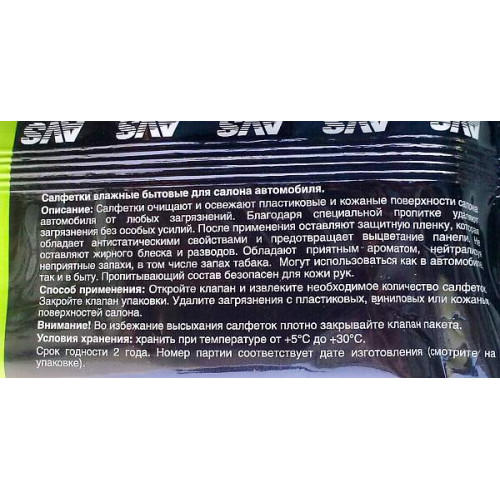 AVS AVS AVS AVS AVS
Салфетки влажные бытовые для салона автомобиля.
Описание: Салфетки очищают и освежают пластиковые и кожаные поверхности салона
автомобиля от любых загрязнений. Благодаря специальной пропитке удаляют
загрязнения без особых усилий. После применения оставляют защитную пленку, которая
обладает антистатическими свойствами и предотвращает выцветание панели. Не
оставляют жирного блеска и разводов. Обладают приятным ароматом, нейтрализуя
неприятные запахи, в том числе запах табака. Могут использоваться как в автомобиле,
так и в быту. Пропитывающий состав безопасен для кожи рук.
Способ применения: Откройте клапан и извлеките необходимое количество салфеток.
Закройте клапан упаковки. Удалите загрязнения с пластиковых, виниловых или кожаных
поверхностей салона.
Внимание! Во избежание высыхания салфеток плотно закрывайте клапан пакета.
Условия хранения: хранить при температуре от +5°C до +30°C.
Срок годности 2 года. Номер партии соответствует дате изготовления (смотрите на
упаковке).